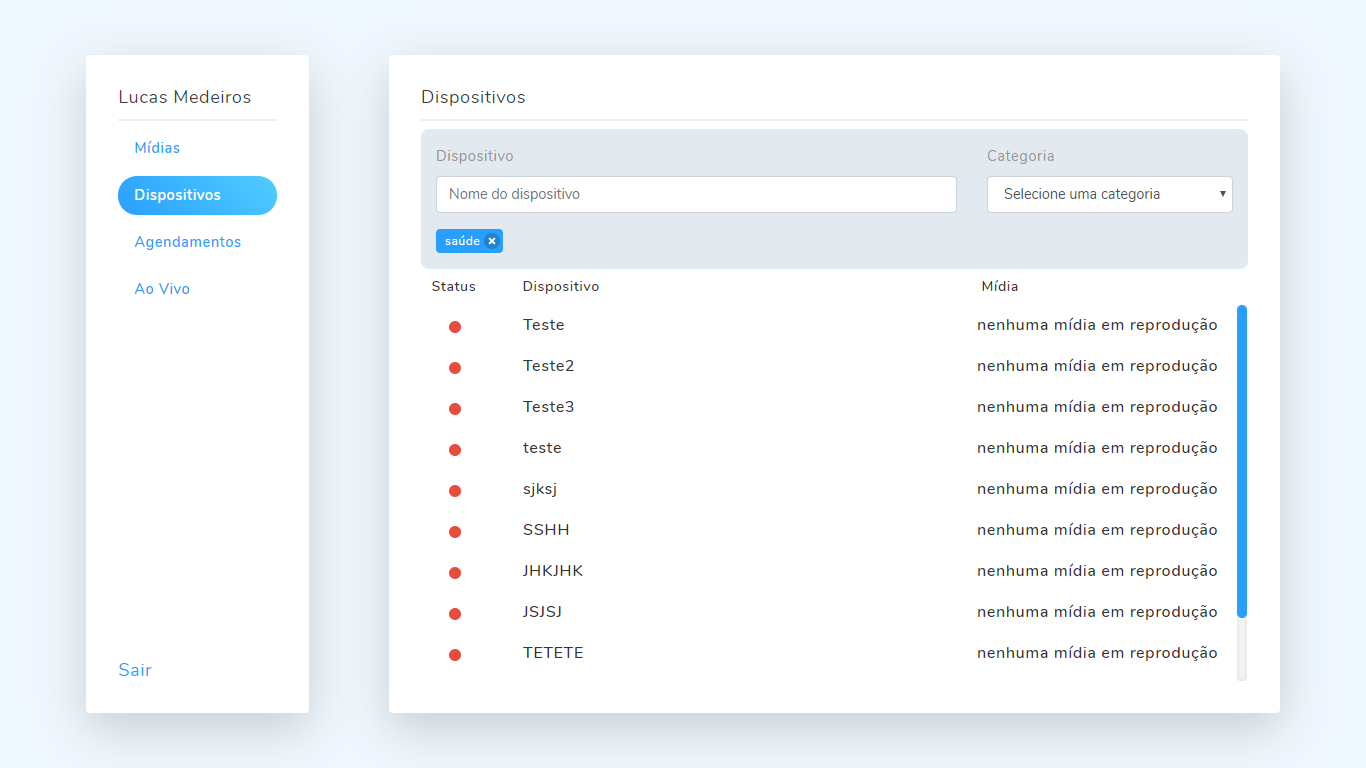 Lucas Medeiros
Mídias
Dispositivos
Agendamentos
Ao Vivo
Sair
Dispositivos
Dispositivo Categoria
Nome do dispositivo Selecione uma categoria
saúde
Status Dispositivo Mídia
Teste nenhuma mídia em reprodução
Teste2 nenhuma mídia em reprodução
Teste3 nenhuma mídia em reprodução
teste nenhuma mídia em reprodução
sjksj nenhuma mídia em reprodução
SSHH nenhuma mídia em reprodução
JHKJHK nenhuma mídia em reprodução
JSJSJ nenhuma mídia em reprodução
TETETE nenhuma mídia em reprodução